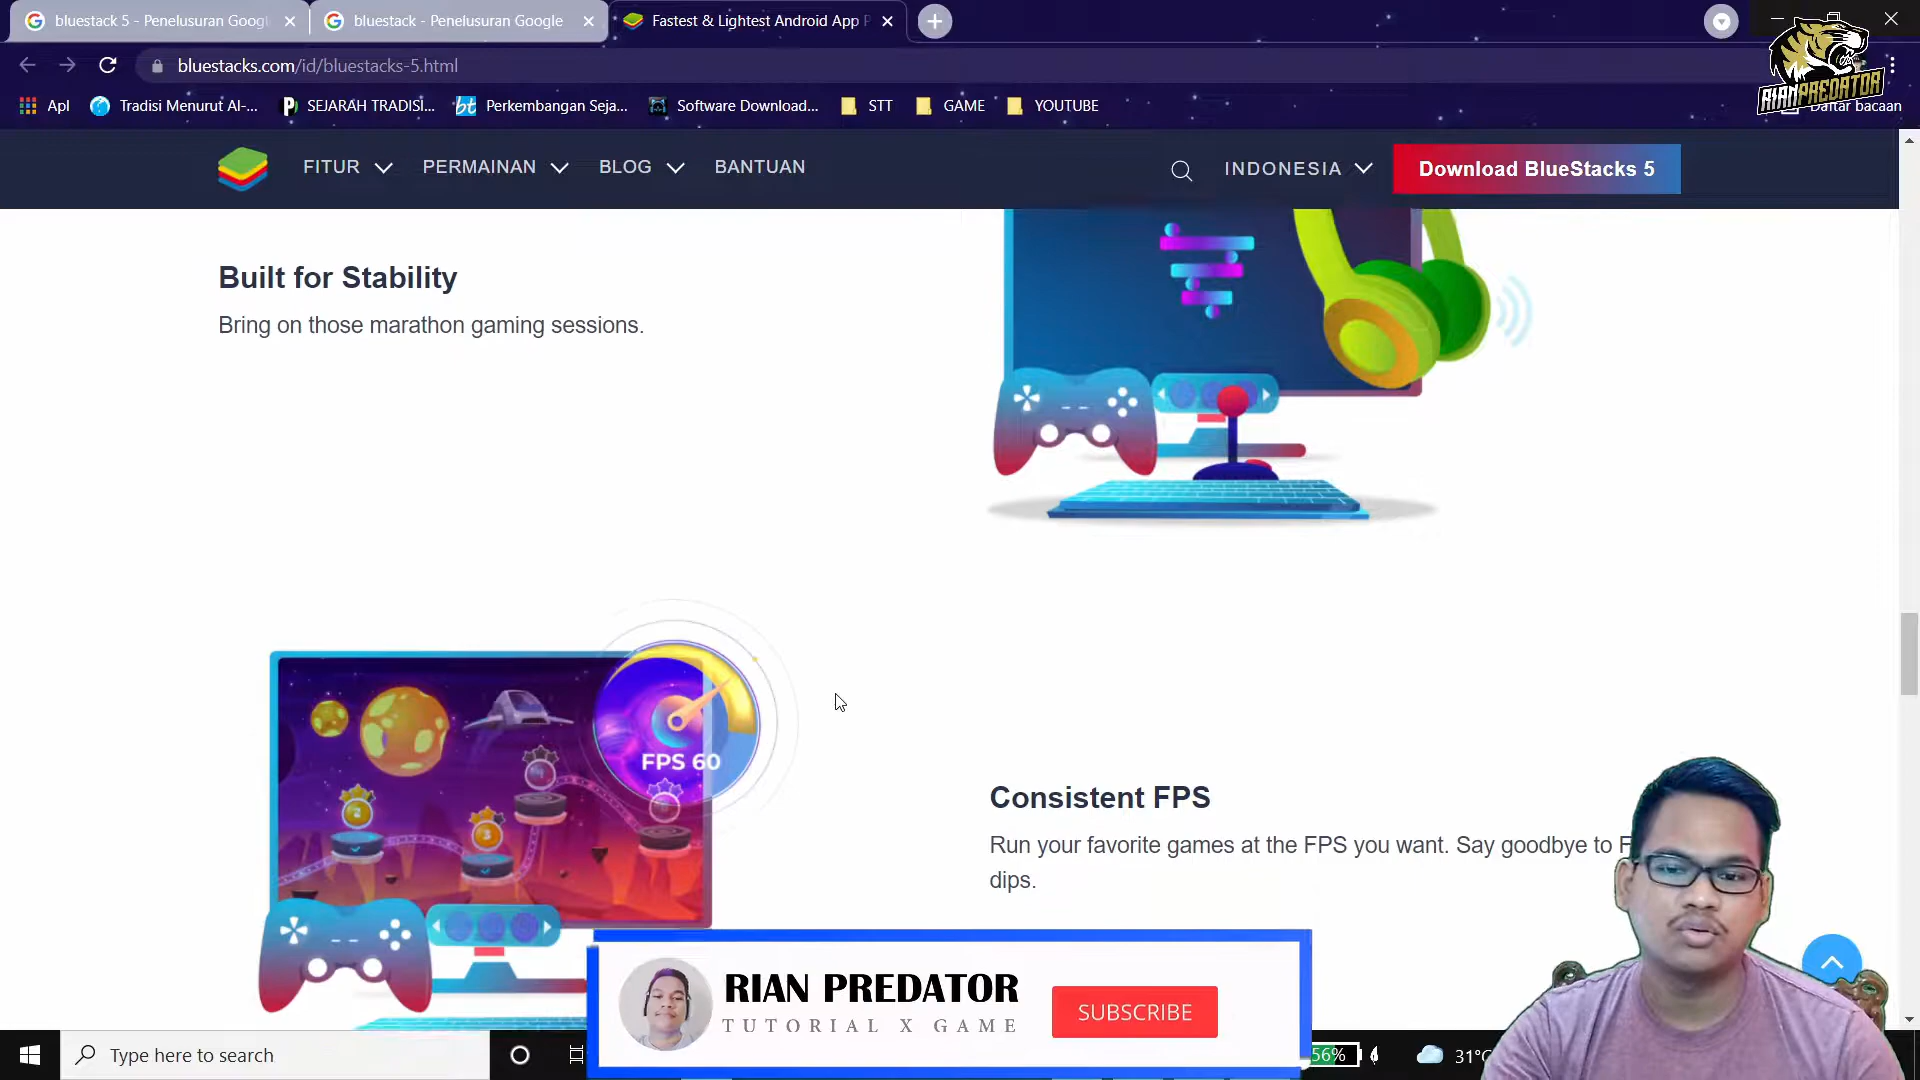 bluestack 5 - Penelusuran Goog
bluestack - Penelusuran Google
Fastest & Lightest Android App P
bluestacks.com/id/bluestacks-5.html
Apl
Tradisi Menurut Al-...
SEJARAH TRADISI...
Perkembangan Seja...
Software Download...
STT
GAME
YOUTUBE
RIAN PREDATOR
Daftar bacaan
FITUR
PERMAINAN
BLOG
BANTUAN
INDONESIA
Download BlueStacks 5
Built for Stability
Bring on those marathon gaming sessions.
FPS 60
2
3
Consistent FPS
Run your favorite games at the FPS you want. Say goodbye to F
dips.
RIAN PREDATOR
TUTORIAL X GAME
SUBSCRIBE
Type here to search
56%
31°C